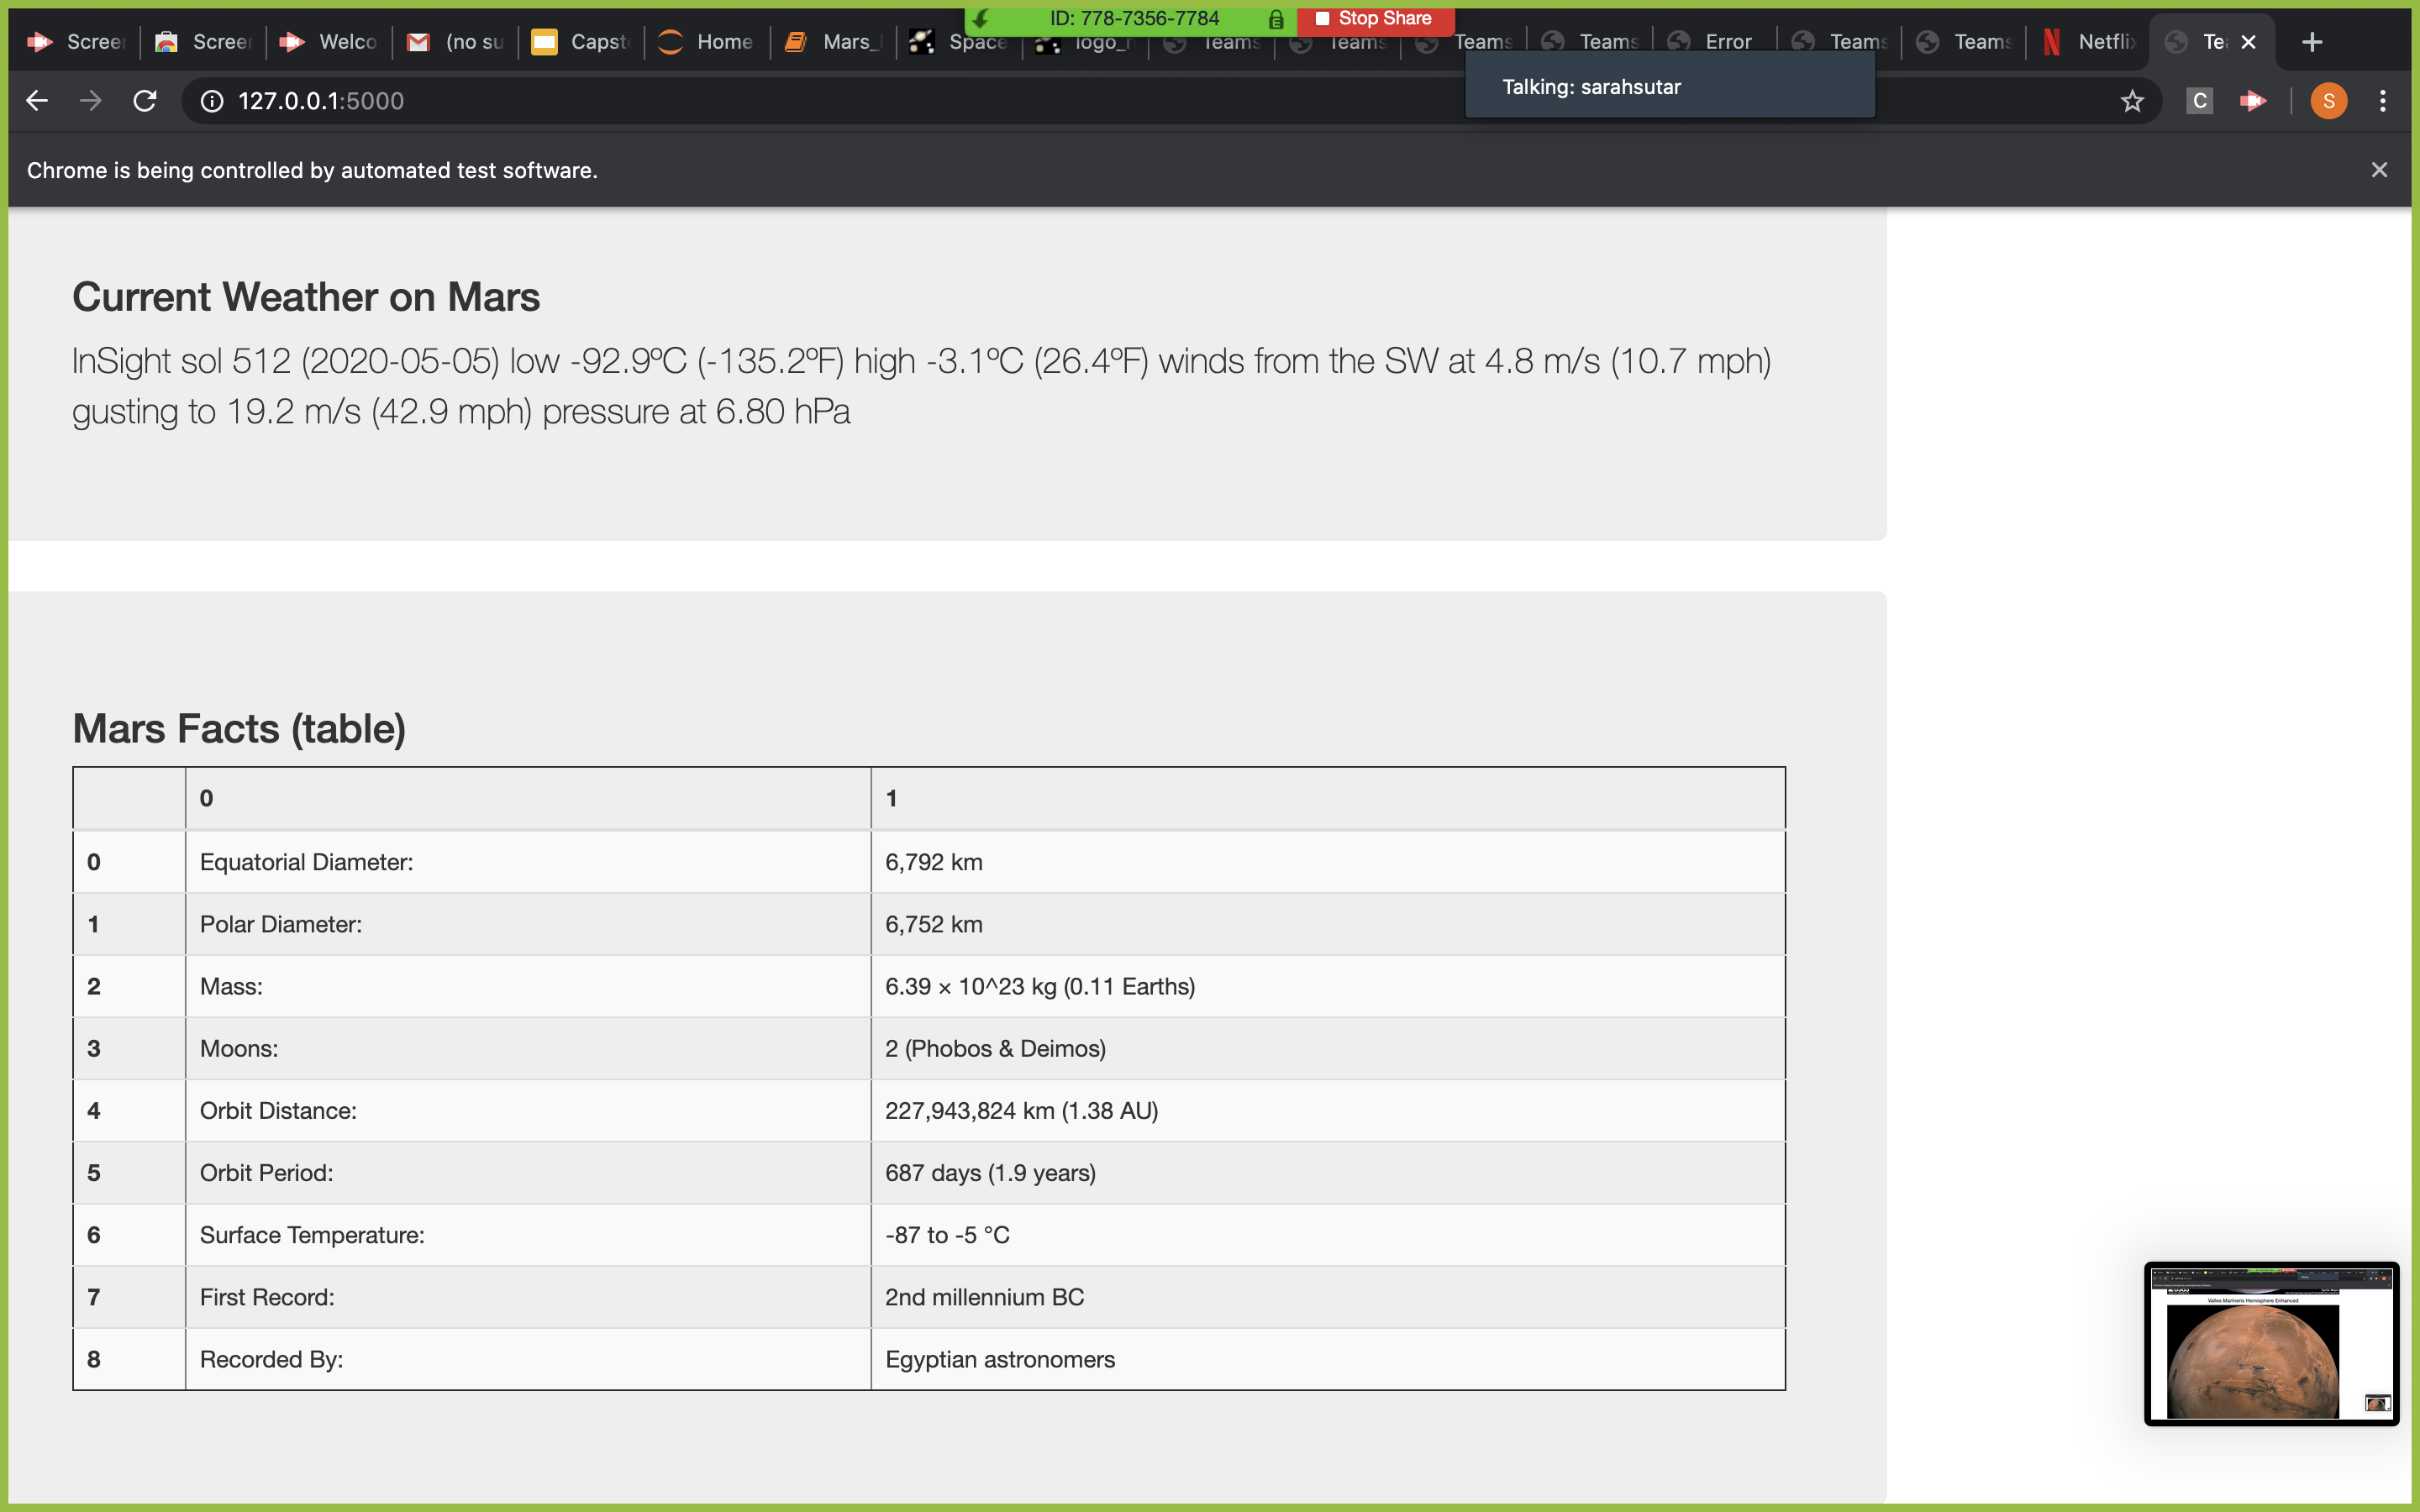 ID: 778-7356-7784 Stop Share
Screer Screer Welco (no su Capst Home Mars_ Space logo_r Teams Teams Teams Teams Error Teams Teams Netflix Te
Talking: sarahsutar
127.0.0.1:5000 C S
Chrome is being controlled by automated test software.
Current Weather on Mars
InSight sol 512 (2020-05-05) low -92.9ºC (-135.2ºF) high -3.1ºC (26.4ºF) winds from the SW at 4.8 m/s (10.7 mph)
gusting to 19.2 m/s (42.9 mph) pressure at 6.80 hPa
Mars Facts (table)
0 1
0 Equatorial Diameter: 6,792 km
1 Polar Diameter: 6,752 km
2 Mass: 6.39 × 10^23 kg (0.11 Earths)
3 Moons: 2 (Phobos & Deimos)
4 Orbit Distance: 227,943,824 km (1.38 AU)
5 Orbit Period: 687 days (1.9 years)
6 Surface Temperature: -87 to -5 °C
7 First Record: 2nd millennium BC
8 Recorded By: Egyptian astronomers
Valles Marineris Hemisphere Enhanced